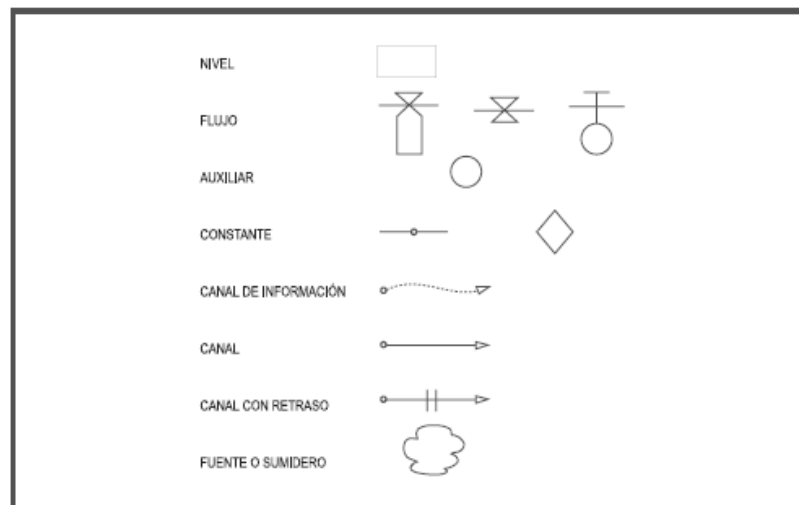 NIVEL
FLUJO
AUXILIAR
CONSTANTE
CANAL DE INFORMACIÓN
CANAL
CANAL CON RETRASO
FUENTE O SUMIDERO